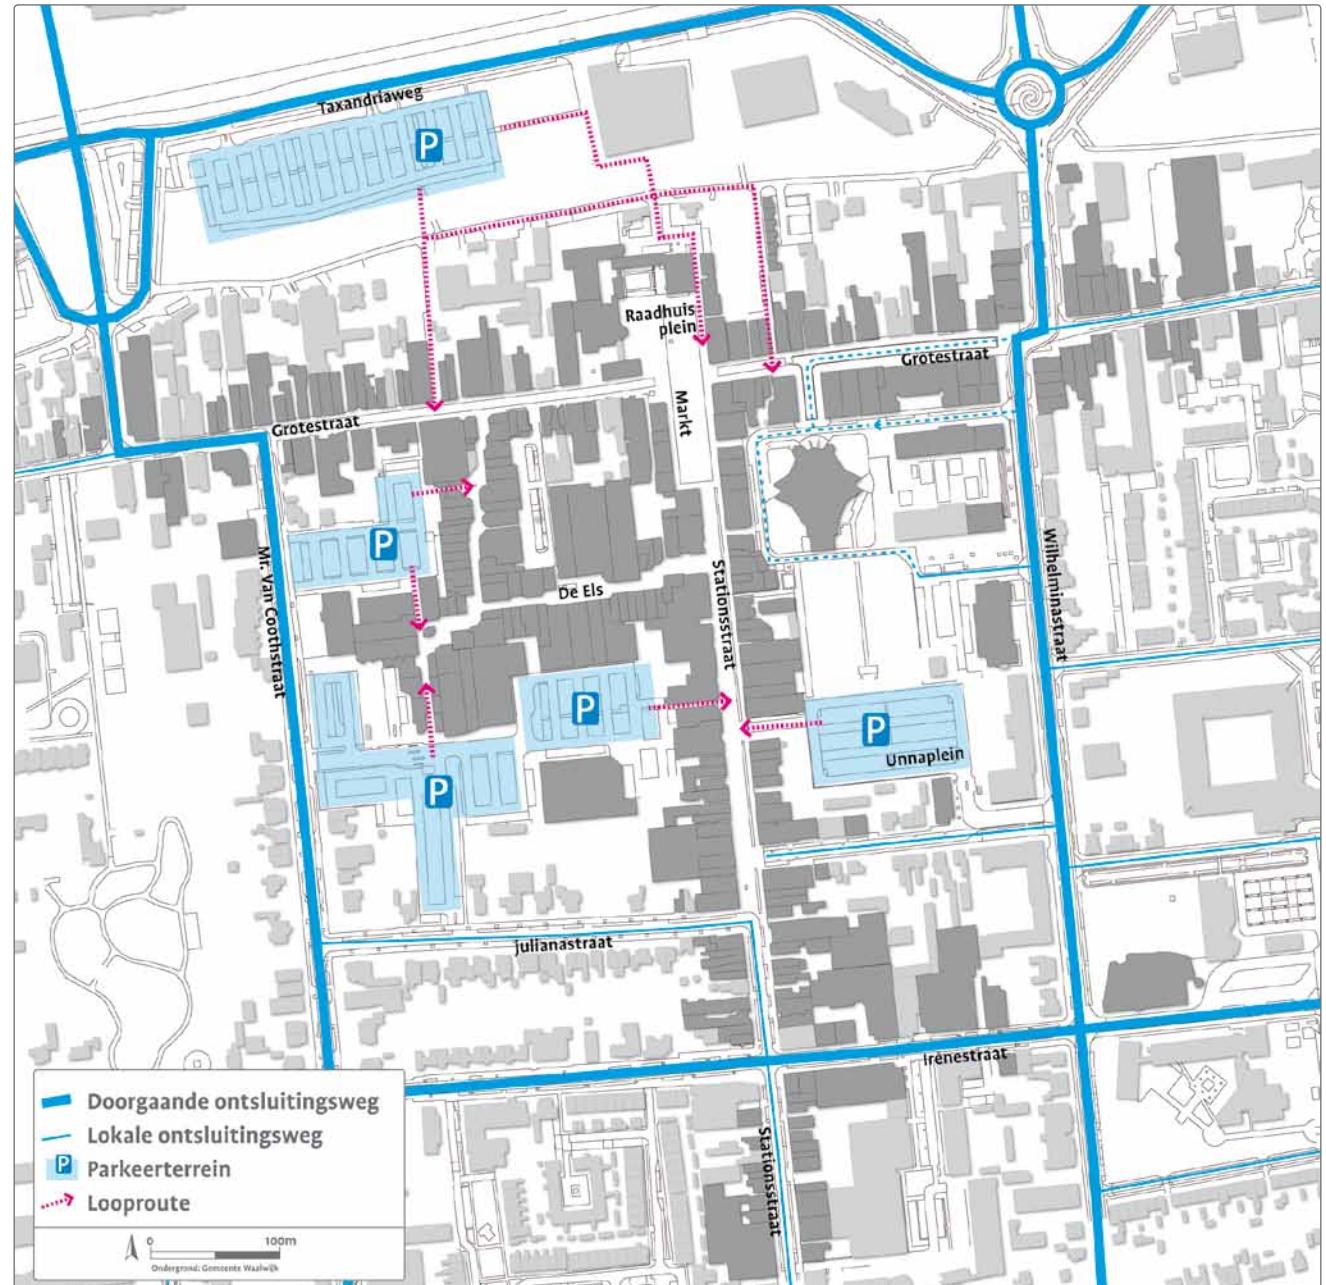 Taxandriaweg
P
Raadhuis
plein
Grotestraat
Markt
Grotestraat
P
Mr. Van Coothstraat
De Els
Stationsstraat
Wilhelminastraat
P
P
Unnaplein
P
Julianastraat
Irenestraat
Stationsstraat
Doorgaande ontsluitingsweg
Lokale ontsluitingsweg
P Parkeerterrein
Looproute
0 100m
Ondergrond: Gemeente Waalwijk